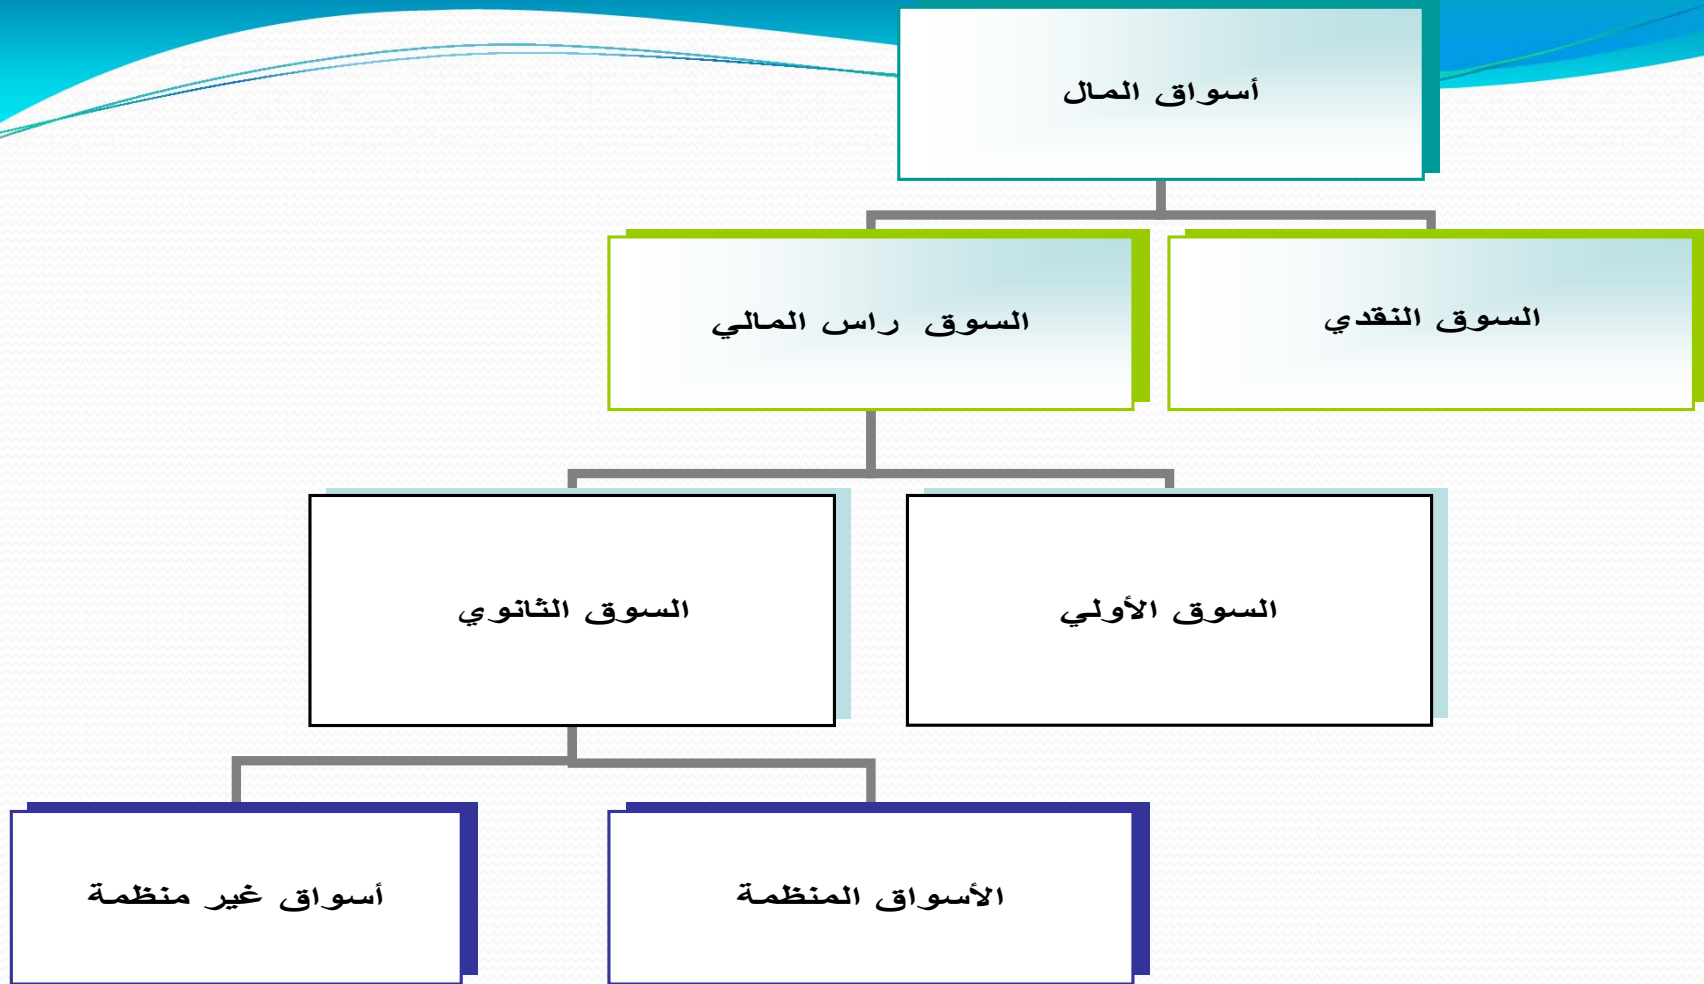 أسواق المال
السوق النقدي
السوق راس المالي
السوق الأولي
السوق الثانوي
الأسواق المنظمة
أسواق غير منظمة